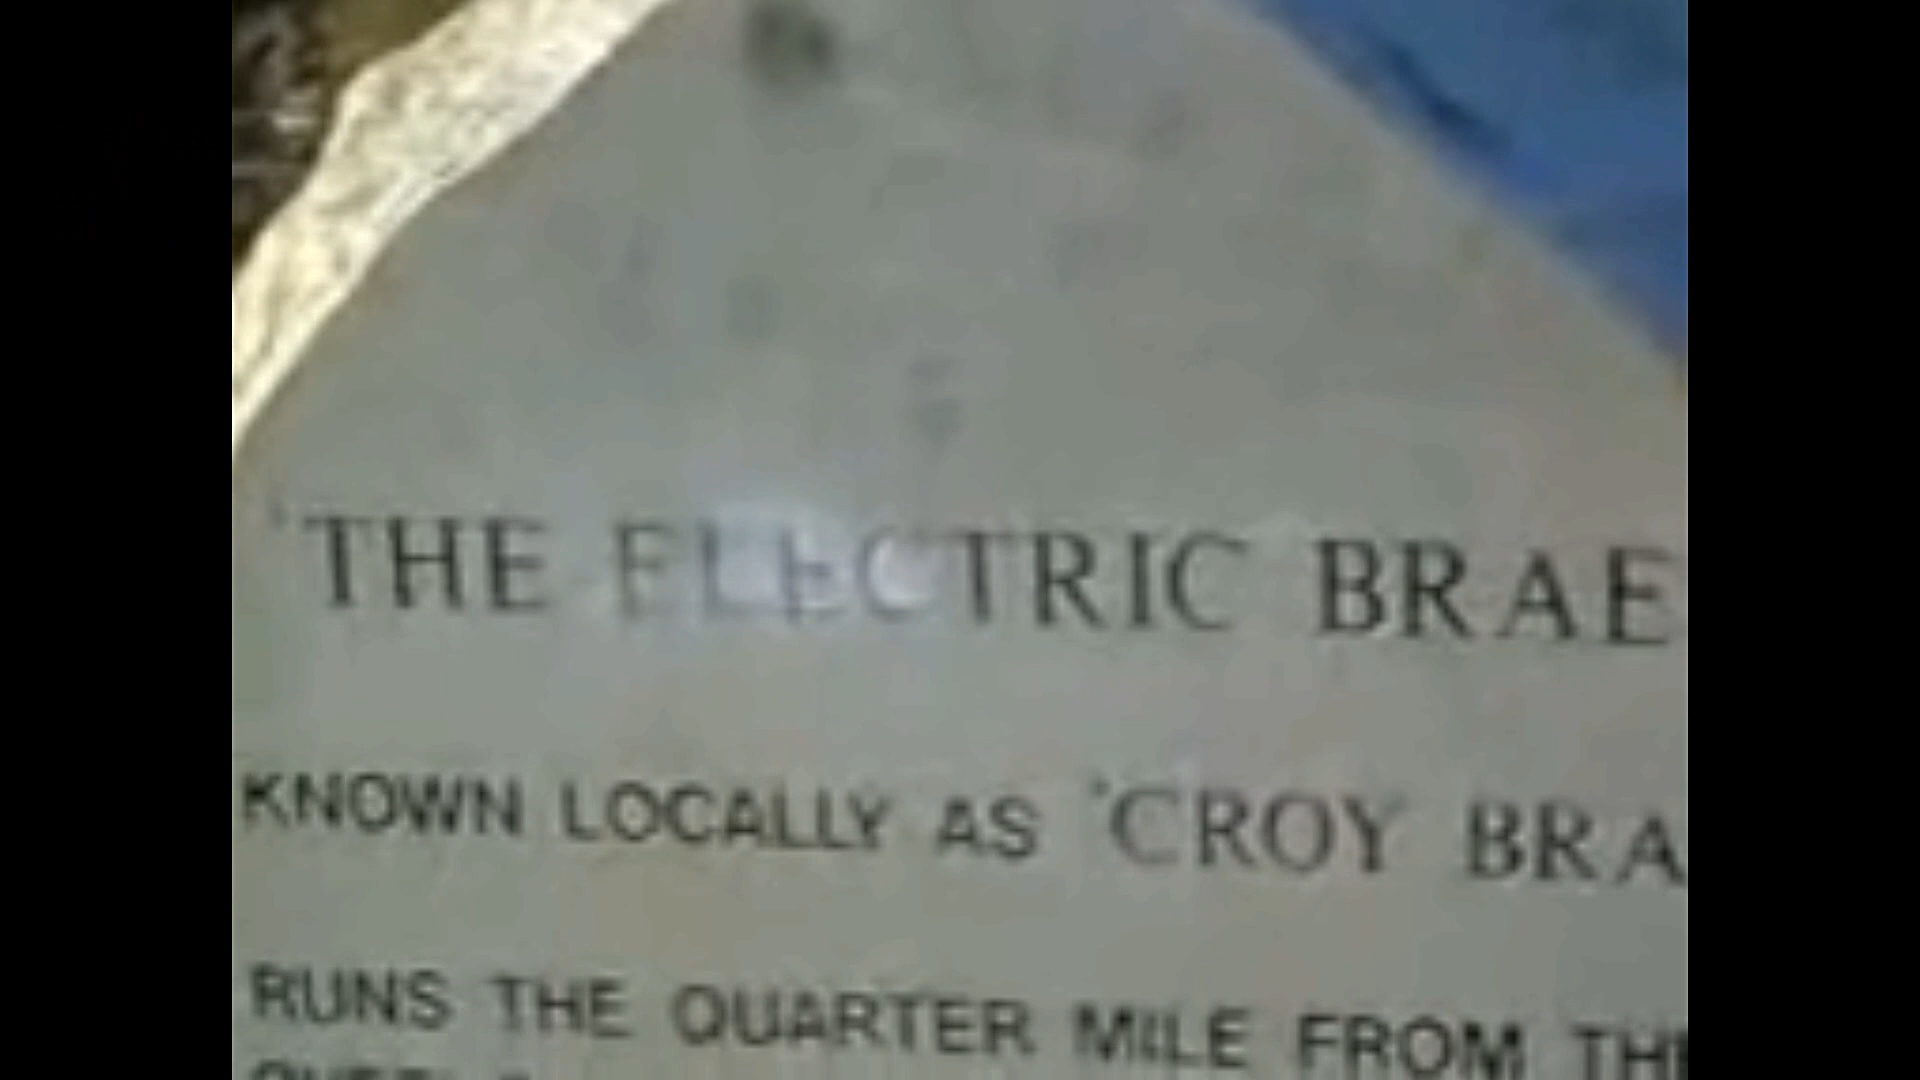 'THE ELECTRIC BRAE
KNOWN LOCALLY AS 'CROY BRA
RUNS THE QUARTER MILE FROM THE